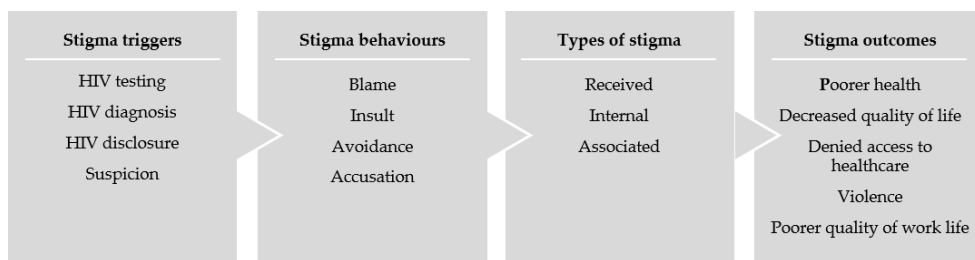 Stigma triggers
HIV testing
HIV diagnosis
HIV disclosure
Suspicion
Stigma behaviours
Blame
Insult
Avoidance
Accusation
Types of stigma
Received
Internal
Associated
Stigma outcomes
Poorer health
Decreased quality of life
Denied access to
healthcare
Violence
Poorer quality of work life